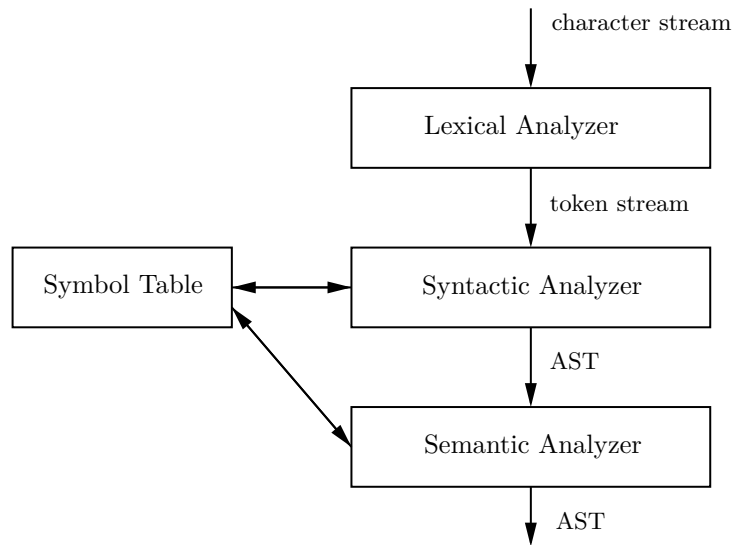 character stream
Lexical Analyzer
token stream
Symbol Table
Syntactic Analyzer
AST
Semantic Analyzer
AST